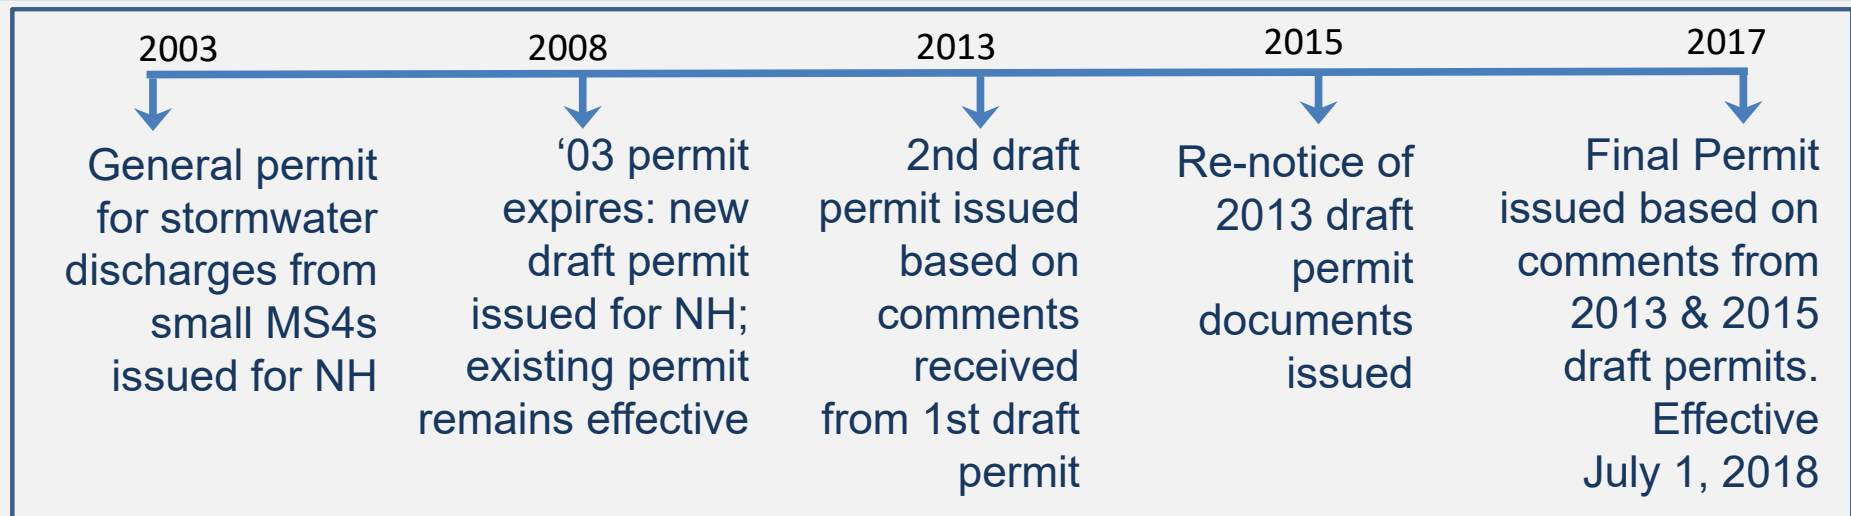 2003
General permit
for stormwater
discharges from
small MS4s
issued for NH
2008
‘03 permit
expires: new
draft permit
issued for NH;
existing permit
remains effective
2013
2nd draft
permit issued
based on
comments
received
from 1st draft
permit
2015
Re-notice of
2013 draft
permit
documents
issued
2017
Final Permit
issued based on
comments from
2013 & 2015
draft permits.
Effective
July 1, 2018